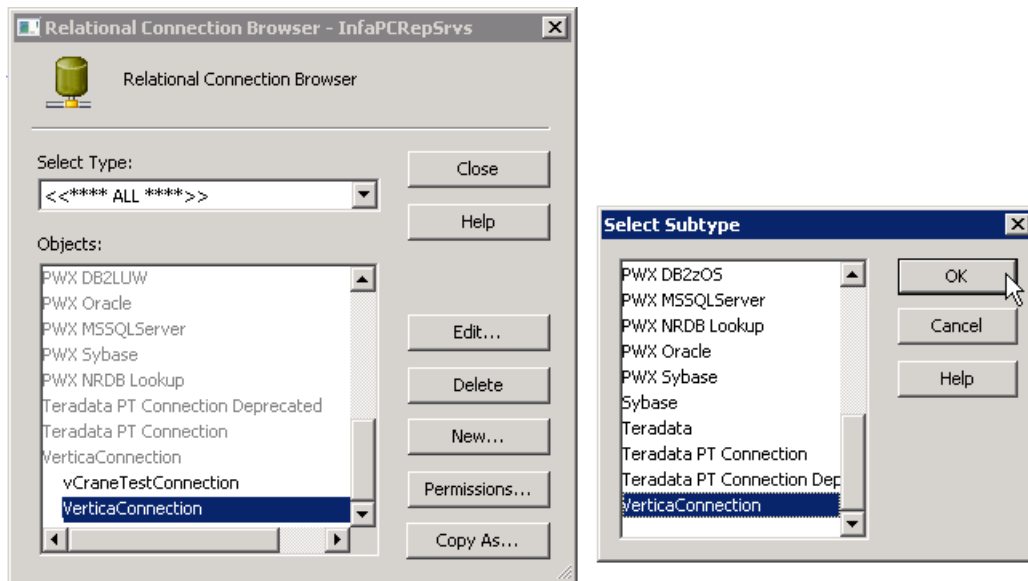 Relational Connection Browser - InfaPCRepSrvs
Relational Connection Browser
Select Type:
<<**** ALL ****>>
Close
Help
Objects:
PWX DB2LUW
PWX Oracle
PWX MSSQLServer
PWX Sybase
PWX NRDB Lookup
Teradata PT Connection Deprecated
Teradata PT Connection
VerticaConnection
vCraneTestConnection
VerticaConnection
Edit...
Delete
New...
Permissions...
Copy As...
Select Subtype
PWX DB2zOS
PWX MSSQLServer
PWX NRDB Lookup
PWX Oracle
PWX Sybase
Sybase
Teradata
Teradata PT Connection
Teradata PT Connection Dep
VerticaConnection
OK
Cancel
Help